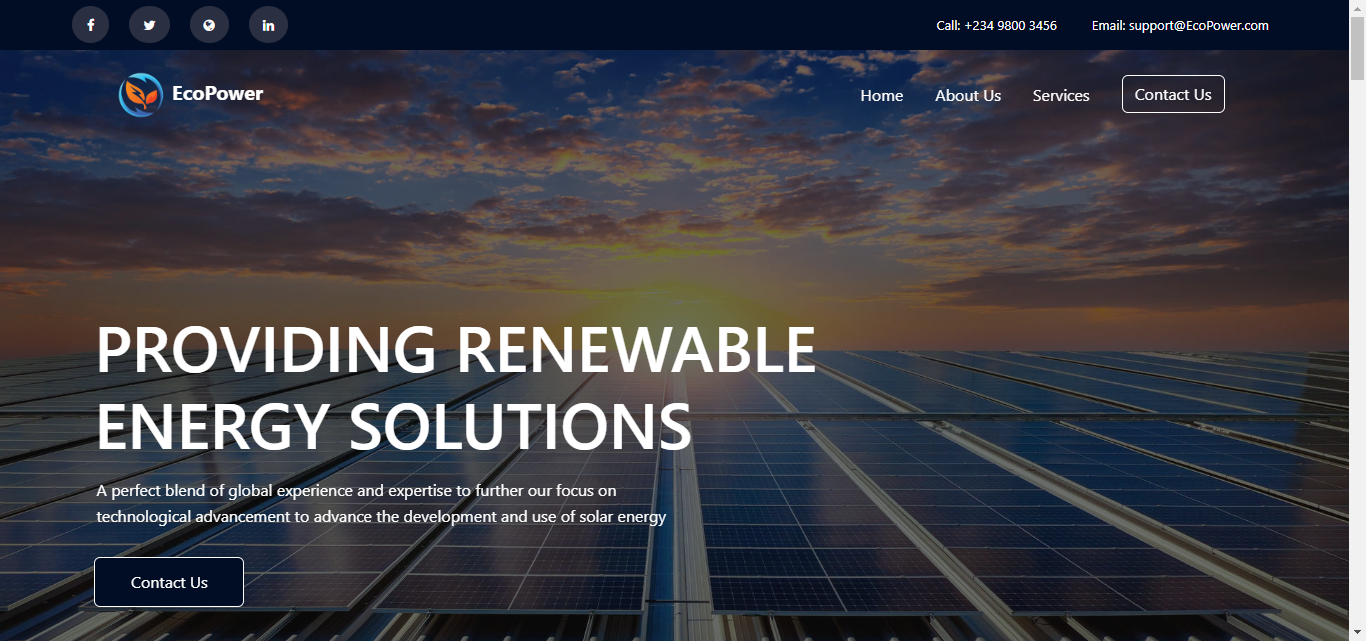 Call: +234 9800 3456
Email: support@EcoPower.com
EcoPower
Home
About Us
Services
Contact Us
PROVIDING RENEWABLE
ENERGY SOLUTIONS
A perfect blend of global experience and expertise to further our focus on
technological advancement to advance the development and use of solar energy
Contact Us